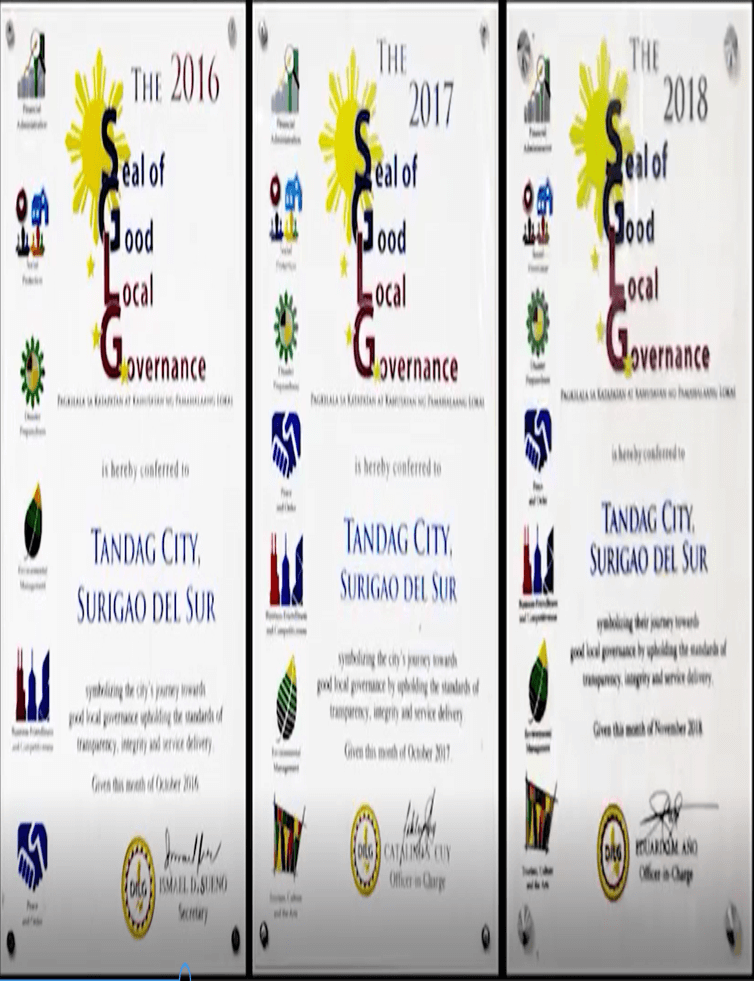 THE 2016
Seal of
Good
Local
Governance
PAGKILALA SA KATAPATAN AT KAHUSAYAN NG PAMAHALAANG LOKAL
is hereby conferred to
TANDAG CITY,
SURIGAO DEL SUR
symbolizing the city's journey towards
good local governance upholding the standards of
transparency, integrity and service delivery.
Given this month of October 2016
DILG
ISMAEL D. SUENO
Secretary
Financial
Administration
Social
Protection
Disaster
Preparedness
Environmental
Management
Business Friendliness
and Competitiveness
Peace
and Order
THE
2017
Seal of
Good
Local
Governance
PAGKILALA SA KATAPATAN AT KAHUSAYAN NG PAMAHALAANG LOKAL
is hereby conferred to
TANDAG CITY,
SURIGAO DEL SUR
symbolizing the city's journey towards
good local governance by upholding the standards of
transparency, integrity and service delivery
Given this month of October 2017.
DILG
CATALINO S. CUY
Officer-in-Charge
Financial
Administration
Social
Protection
Disaster
Preparedness
Peace
and Order
Business Friendliness
and Competitiveness
Environmental
Management
Tourism, Culture
and the Arts
THE
2018
Seal of
Good
Local
Governance
PAGKILALA SA KATAPATAN AT KAHUSAYAN NG PAMAHALAANG LOKAL
is hereby conferred to
TANDAG CITY,
SURIGAO DEL SUR
symbolizing their journey towards
good local governance by upholding the standards of
transparency, integrity and service delivery.
Given this month of November 2018
DILG
EDUARDO M. AÑO
Officer-in-Charge
Financial
Administration
Social
Protection
Disaster
Preparedness
Peace
and Order
Business Friendliness
and Competitiveness
Environmental
Management
Tourism, Culture
and the Arts